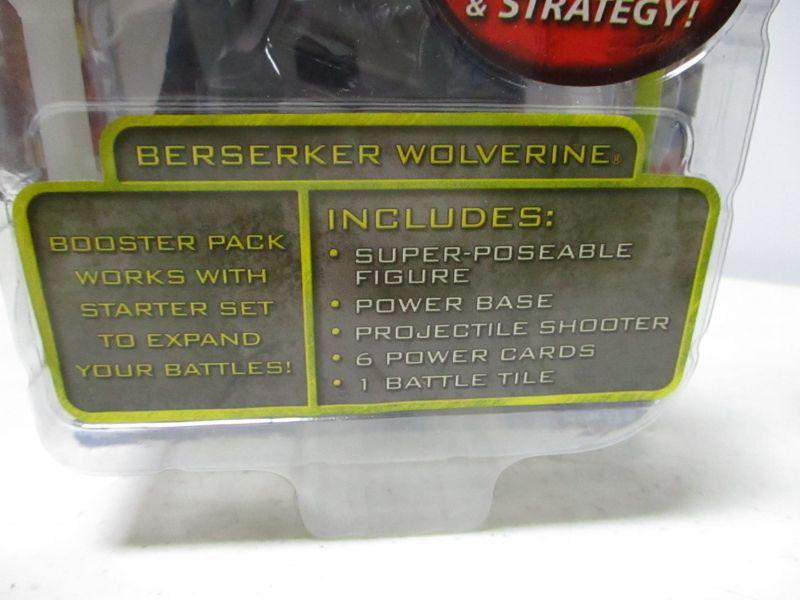 & STRATEGY!
BERSERKER WOLVERINE®
BOOSTER PACK
WORKS WITH
STARTER SET
TO EXPAND
YOUR BATTLES!
INCLUDES:
• SUPER-POSEABLE
FIGURE
• POWER BASE
• PROJECTILE SHOOTER
• 6 POWER CARDS
• 1 BATTLE TILE